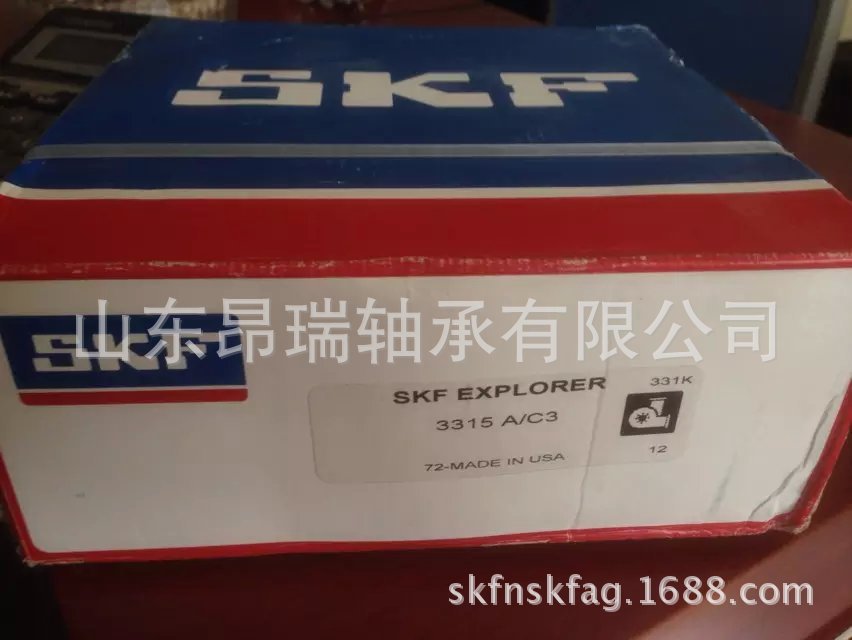 SKF
山东昂瑞轴承有限公司
SKF
SKF EXPLORER
331K
3315 A/C3
72-MADE IN USA
12
skfnskfag.1688.com